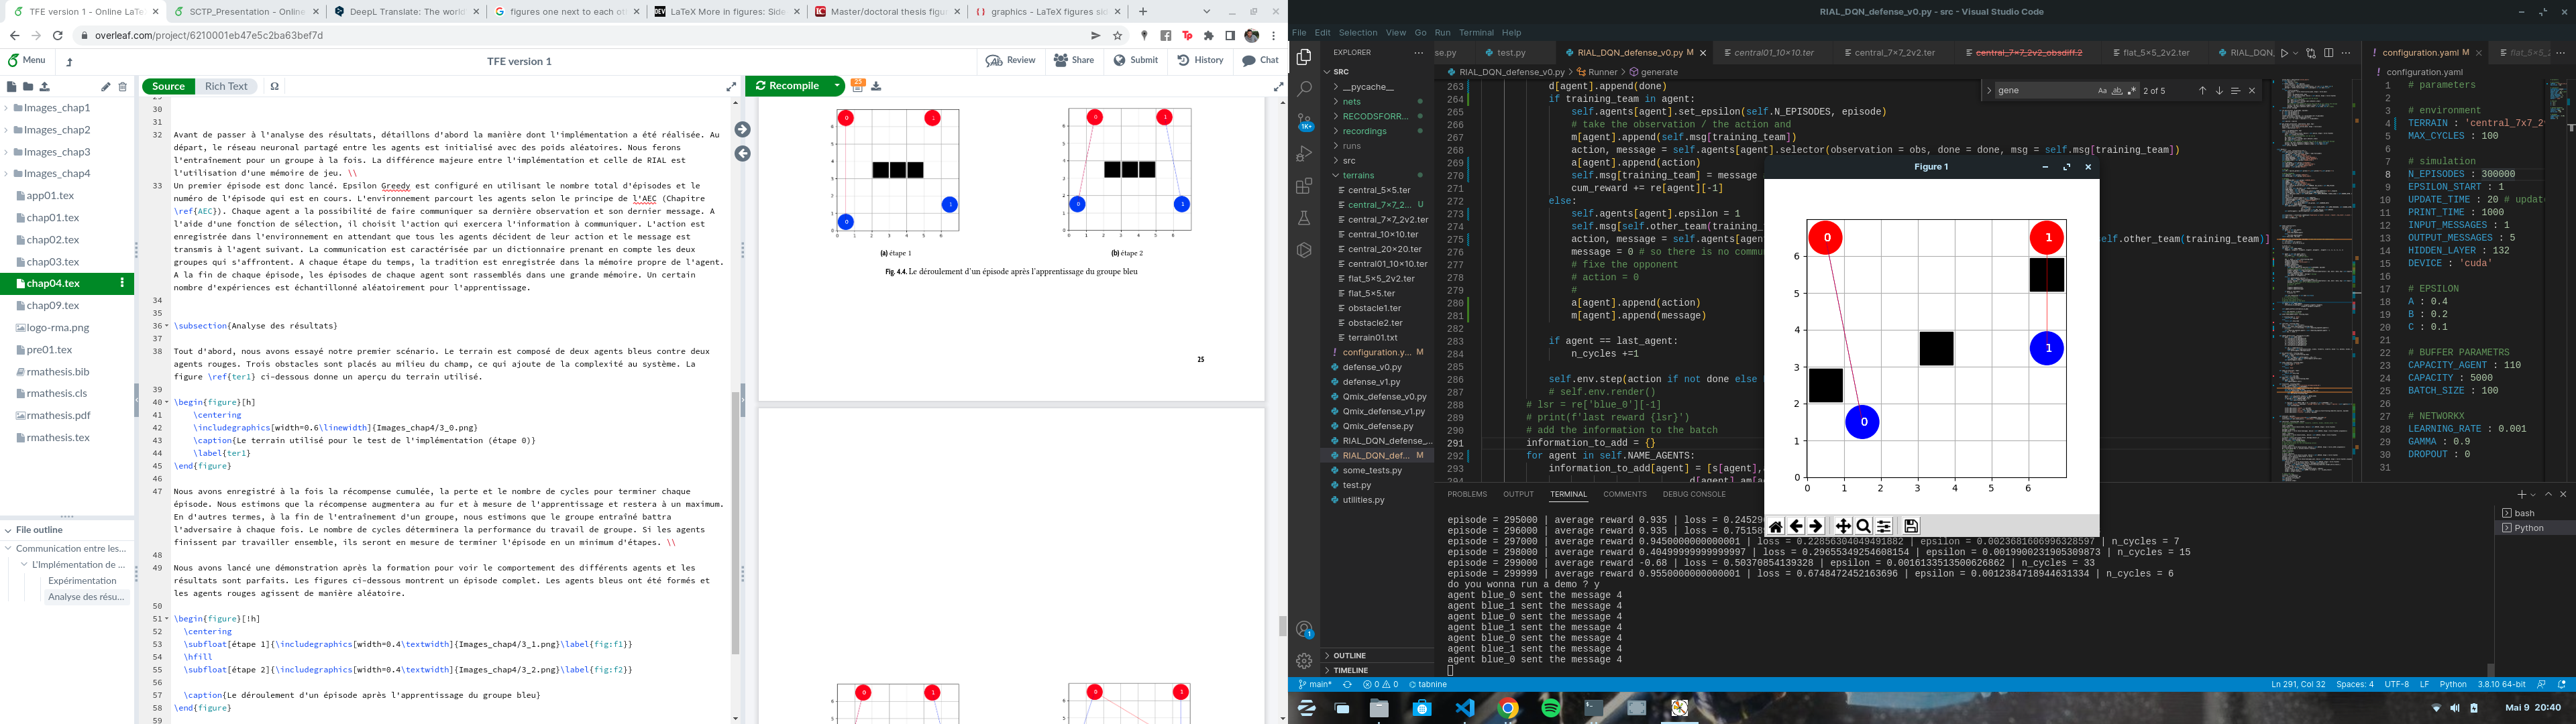 TFE version 1 - Online LaTe
SCTP_Presentation - Online
DeepL Translate: The world
figures one next to each oth
LaTeX More in figures: Side
Master/doctoral thesis figur
graphics - LaTeX figures sid
overleaf.com/project/6210001eb47e5c2ba63bef7d
Menu
TFE version 1
Review
Share
Submit
History
Chat
Source
Rich Text
Recompile
Images_chap1
Images_chap2
Images_chap3
Images_chap4
app01.tex
chap01.tex
chap02.tex
chap03.tex
chap04.tex
chap09.tex
logo-rma.png
pre01.tex
rmathesis.bib
rmathesis.cls
rmathesis.pdf
rmathesis.tex
File outline
Communication entre les...
L'Implémentation de ...
Expérimentation
Analyse des résu...
30
31
32 Avant de passer à l'analyse des résultats, détaillons d'abord la manière dont l'implémentation a été réalisée. Au
départ, le réseau neuronal partagé entre les agents est initialisé avec des poids aléatoires. Nous ferons
l'entraînement pour un groupe à la fois. La différence majeure entre l'implémentation et celle de RIAL est
l'utilisation d'une mémoire de jeu. \\
33 Un premier épisode est donc lancé. Epsilon Greedy est configuré en utilisant le nombre total d'épisodes et le
numéro de l'épisode qui est en cours. L'environnement parcourt les agents selon le principe de l'AEC (Chapitre
\ref{AEC}). Chaque agent a la possibilité de faire communiquer sa dernière observation et son dernier message. A
l'aide d'une fonction de sélection, il choisit l'action qui exercera l'information à communiquer. L'action est
enregistrée dans l'environnement en attendant que tous les agents décident de leur action et le message est
transmis à l'agent suivant. La communication est caractérisée par un dictionnaire prenant en compte les deux
groupes qui s'affrontent. A chaque étape du temps, la tradition est enregistrée dans la mémoire propre de l'agent.
A la fin de chaque épisode, les épisodes de chaque agent sont rassemblés dans une grande mémoire. Un certain
nombre d'expériences est échantillonné aléatoirement pour l'apprentissage.
34
35
36 \subsection{Analyse des résultats}
37
38 Tout d'abord, nous avons essayé notre premier scénario. Le terrain est composé de deux agents bleus contre deux
agents rouges. Trois obstacles sont placés au milieu du champ, ce qui ajoute de la complexité au système. La
figure \ref{ter1} ci-dessous donne un aperçu du terrain utilisé.
39
40 \begin{figure}[h]
41 \centering
42 \includegraphics[width=0.6\linewidth]{Images_chap4/3_0.png}
43 \caption{Le terrain utilisé pour le test de l'implémentation (étape 0)}
44 \label{ter1}
45 \end{figure}
46
47 Nous avons enregistré à la fois la récompense cumulée, la perte et le nombre de cycles pour terminer chaque
épisode. Nous estimons que la récompense augmentera au fur et à mesure de l'apprentissage et restera à un maximum.
En d'autres termes, à la fin de l'entraînement d'un groupe, nous estimons que le groupe entraîné battra
l'adversaire à chaque fois. Le nombre de cycles déterminera la performance du travail de groupe. Si les agents
finissent par travailler ensemble, ils seront en mesure de terminer l'épisode en un minimum d'étapes. \\
48
49 Nous avons lancé une démonstration après la formation pour voir le comportement des différents agents et les
résultats sont parfaits. Les figures ci-dessous montrent un épisode complet. Les agents bleus ont été formés et
les agents rouges agissent de manière aléatoire.
50
51 \begin{figure}[!h]
52 \centering
53 \subfloat[étape 1]{\includegraphics[width=0.4\textwidth]{Images_chap4/3_1.png}\label{fig:f1}}
54 \hfill
55 \subfloat[étape 2]{\includegraphics[width=0.4\textwidth]{Images_chap4/3_2.png}\label{fig:f2}}
56
57 \caption{Le déroulement d'un épisode après l'apprentissage du groupe bleu}
58 \end{figure}
59
(a) étape 1
(b) étape 2
Fig. 4.4. Le déroulement d'un épisode après l'apprentissage du groupe bleu
25
RIAL_DQN_defense_v0.py - src - Visual Studio Code
File Edit Selection View Go Run Terminal Help
EXPLORER
SRC
__pycache__
nets
RECODSFORR...
recordings
runs
src
terrains
central_5×5.ter
central_7×7_2... U
central_7×7_2v2.ter
central_10×10.ter
central_20×20.ter
central01_10×10.ter
flat_5×5_2v2.ter
flat_5×5.ter
obstacle1.ter
obstacle2.ter
terrain01.txt
configuration.y... M
defense_v0.py
defense_v1.py
Qmix_defense_v0.py
Qmix_defense_v1.py
Qmix_defense.py
RIAL_DQN_defense_...
RIAL_DQN_def... M
some_tests.py
test.py
utilities.py
OUTLINE
TIMELINE
se.py
test.py
RIAL_DQN_defense_v0.py M
central01_10×10.ter
central_7×7_2v2.ter
central_7×7_2v2_obsdiff.2
flat_5×5_2v2.ter
RIAL_DQN_
RIAL_DQN_defense_v0.py > Runner > generate
gene
2 of 5
263 d[agent].append(done)
264 if training_team in agent:
265 self.agents[agent].set_epsilon(self.N_EPISODES, episode)
266 # take the observation / the action and
267 m[agent].append(self.msg[training_team])
268 action, message = self.agents[agent].selector(observation = obs, done = done, msg = self.msg[training_team])
269 a[agent].append(action)
270 self.msg[training_team] = message
271 cum_reward += re[agent][-1]
272 else:
273 self.agents[agent].epsilon = 1
274 self.msg[self.other_team(training_
275 action, message = self.agents[agen
self.other_team(training_team)]
276 message = 0 # so there is no commu
277 # fixe the opponent
278 # action = 0
279 #
280 a[agent].append(action)
281 m[agent].append(message)
282
283 if agent == last_agent:
284 n_cycles +=1
285
286 self.env.step(action if not done else
287 # self.env.render()
288 # lsr = re['blue_0'][-1]
289 # print(f'last reward {lsr}')
290 # add the information to the batch
291 information_to_add = {}
292 for agent in self.NAME_AGENTS:
293 information_to_add[agent] = [s[agent],
Figure 1
0
1
1
0
6
5
4
3
2
1
0
0 1 2 3 4 5 6
configuration.yaml M
configuration.yaml
1 # parameters
2
3 # environment
4 TERRAIN : 'central_7x7_2v
5 MAX_CYCLES : 100
6
7 # simulation
8 N_EPISODES : 300000
9 EPSILON_START : 1
10 UPDATE_TIME : 20 # updat
11 PRINT_TIME : 1000
12 INPUT_MESSAGES : 1
13 OUTPUT_MESSAGES : 5
14 HIDDEN_LAYER : 132
15 DEVICE : 'cuda'
16
17 # EPSILON
18 A : 0.4
19 B : 0.2
20 C : 0.1
21
22 # BUFFER PARAMETRS
23 CAPACITY_AGENT : 110
24 CAPACITY : 5000
25 BATCH_SIZE : 100
26
27 # NETWORKX
28 LEARNING_RATE : 0.001
29 GAMMA : 0.9
30 DROPOUT : 0
31
PROBLEMS OUTPUT TERMINAL COMMENTS DEBUG CONSOLE
episode = 295000 | average reward 0.935 | loss = 0.24529
episode = 296000 | average reward 0.935 | loss = 0.75158
episode = 297000 | average reward 0.9450000000000001 | loss = 0.22856304049491882 | epsilon = 0.0023681606996328597 | n_cycles = 7
episode = 298000 | average reward 0.40499999999999997 | loss = 0.29655349254608154 | epsilon = 0.0019900231905309873 | n_cycles = 15
episode = 299000 | average reward -0.68 | loss = 0.50370854139328 | epsilon = 0.0016133513500626862 | n_cycles = 33
episode = 299999 | average reward 0.9550000000000001 | loss = 0.6748472452163696 | epsilon = 0.0012384718944631334 | n_cycles = 6
do you wonna run a demo ? y
agent blue_0 sent the message 4
agent blue_1 sent the message 4
agent blue_0 sent the message 4
agent blue_1 sent the message 4
agent blue_0 sent the message 4
agent blue_1 sent the message 4
agent blue_0 sent the message 4
bash
Python
main*
0 0
tabnine
Ln 291, Col 32
Spaces: 4
UTF-8
LF
Python
3.8.10 64-bit
Mai 9 20:40